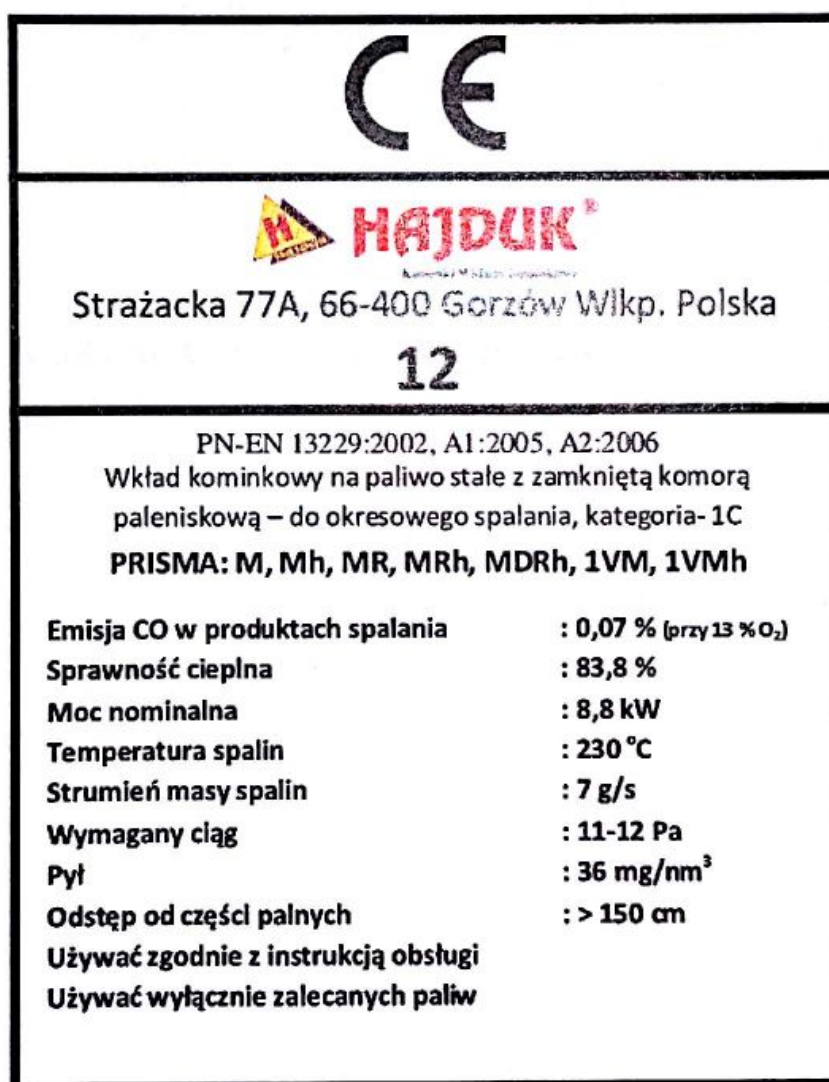 CE
H
HAJDUK®
Strażacka 77A, 66-400 Gorzów Wlkp. Polska
12
PN-EN 13229:2002, A1:2005, A2:2006
Wkład kominkowy na paliwo stałe z zamkniętą komorą
paleniskową – do okresowego spalania, kategoria- 1C
PRISMA: M, Mh, MR, MRh, MDRh, 1VM, 1VMh
Emisja CO w produktach spalania : 0,07 % (przy 13 % O₂)
Sprawność cieplna : 83,8 %
Moc nominalna : 8,8 kW
Temperatura spalin : 230 °C
Strumień masy spalin : 7 g/s
Wymagany ciąg : 11-12 Pa
Pył : 36 mg/nm³
Odstęp od części palnych : > 150 cm
Używać zgodnie z instrukcją obsługi
Używać wyłącznie zalecanych paliw